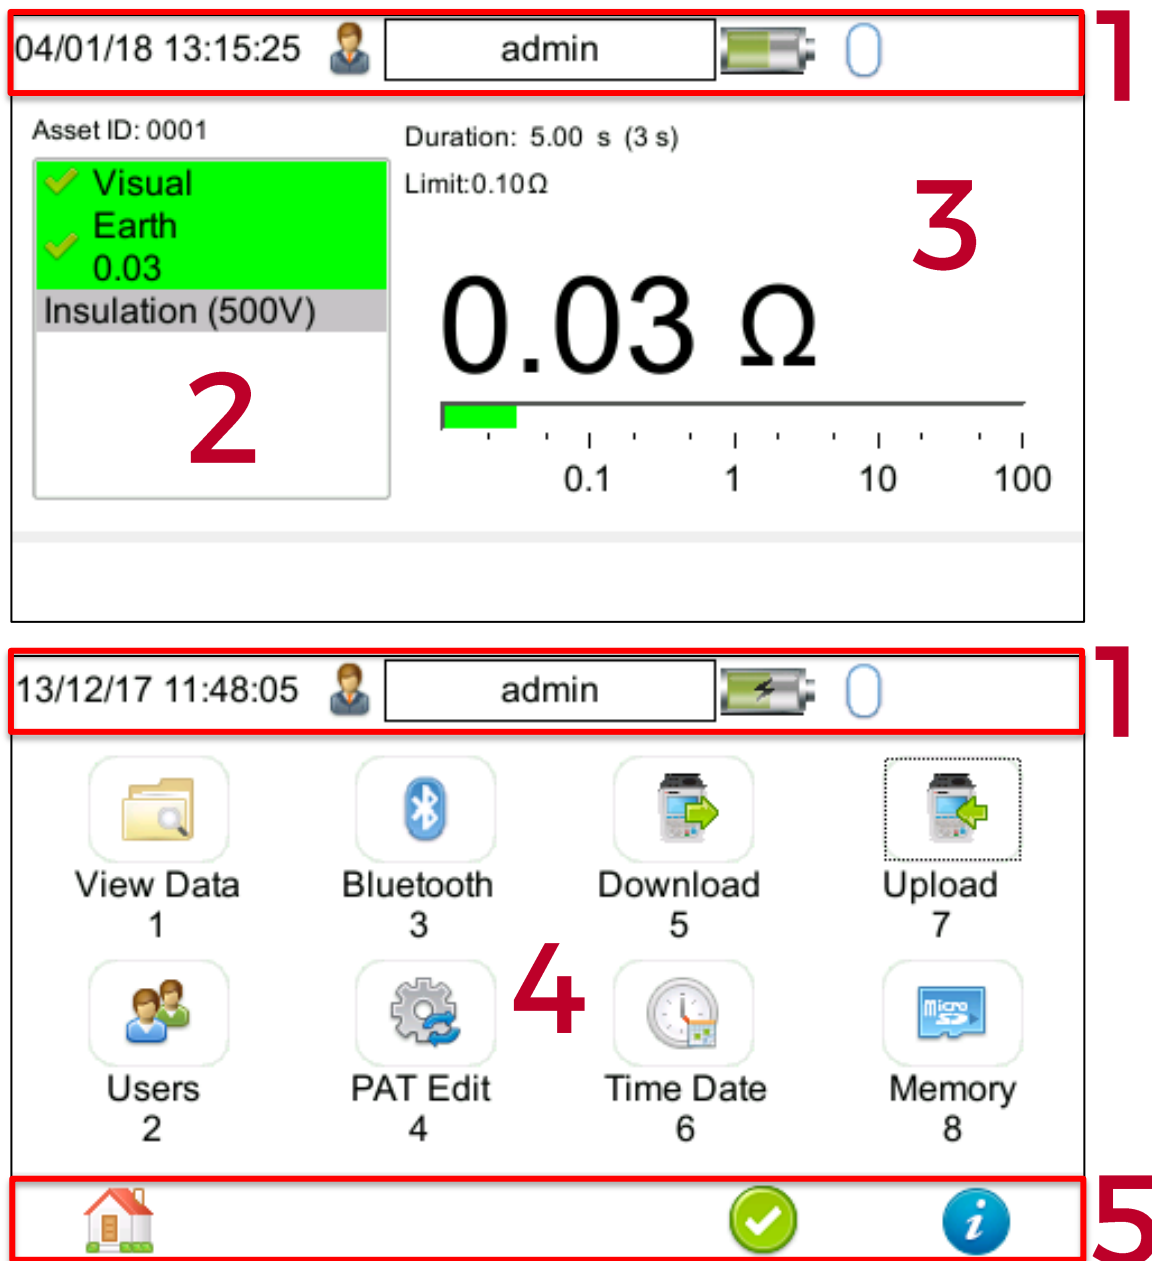 04/01/18 13:15:25 admin
1
Asset ID: 0001
Duration: 5.00 s (3 s)
Limit:0.10Ω
3
Visual
Earth
0.03
Insulation (500V)
2
0.03 Ω
0.1 1 10 100
13/12/17 11:48:05 admin
1
View Data Bluetooth Download Upload
1 3 5 7
4
Micro
SD
Users PAT Edit Time Date Memory
2 4 6 8
i
5